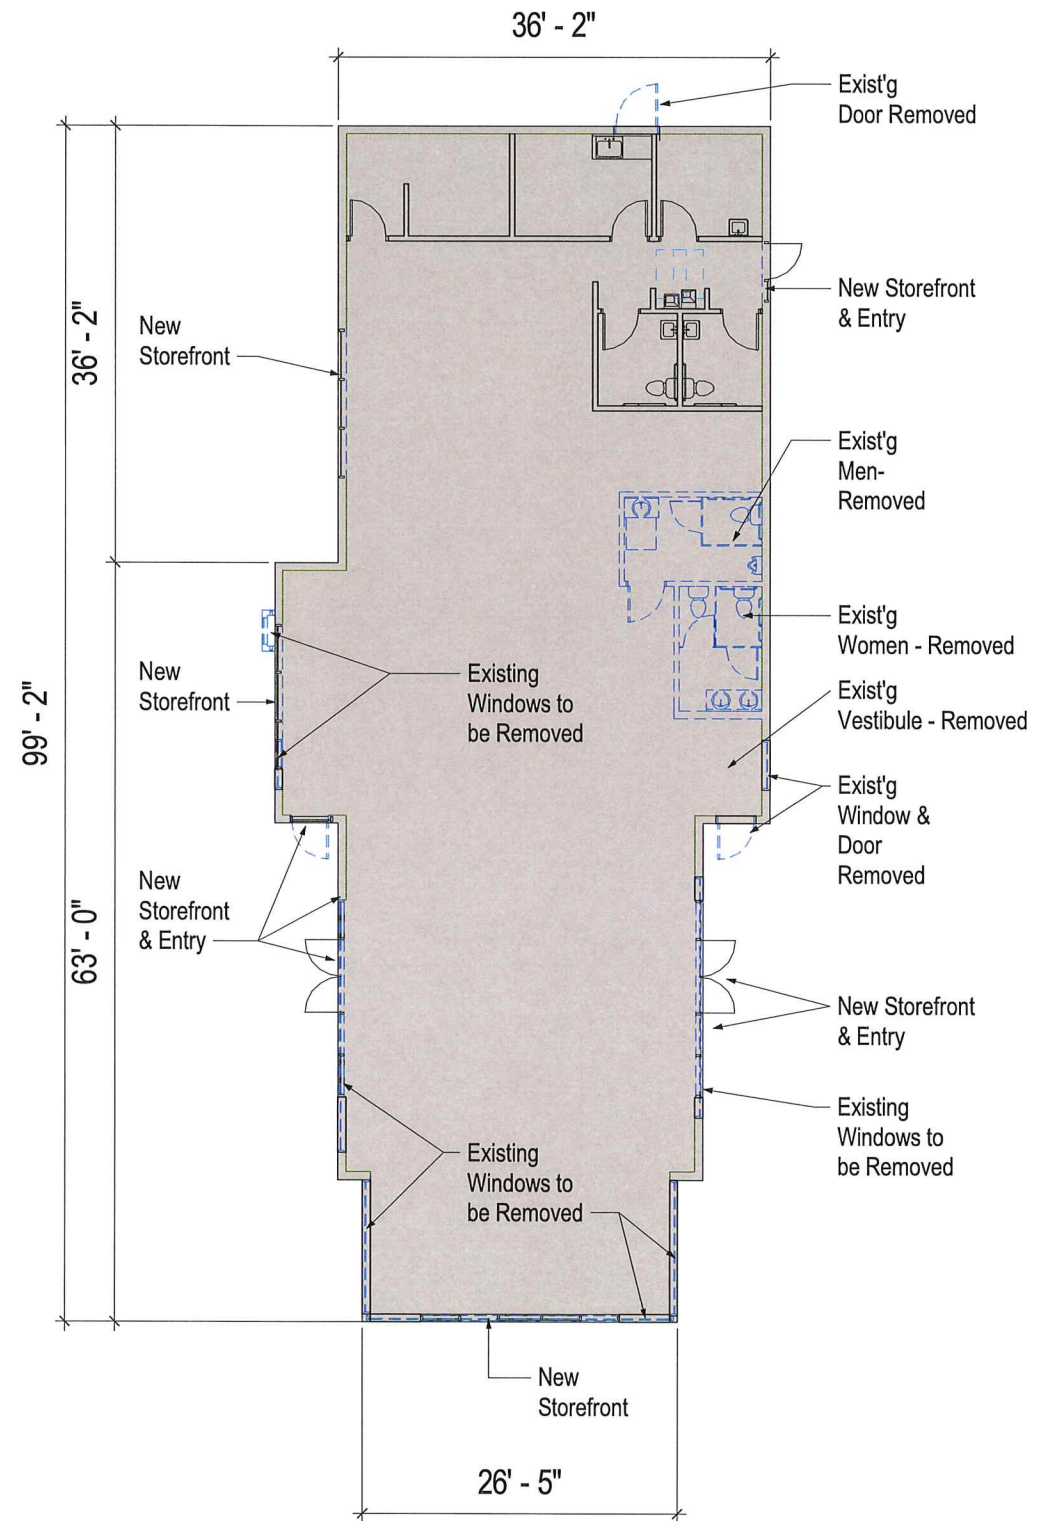 36' - 2"
Exist'g
Door Removed
36' - 2"
New Storefront
& Entry
New
Storefront
Exist'g
Men-
Removed
Exist'g
Women - Removed
New
Storefront
Existing
Windows to
be Removed
Exist'g
Vestibule - Removed
99' - 2"
Exist'g
Window &
Door
Removed
New
Storefront
& Entry
63' - 0"
New Storefront
& Entry
Existing
Windows to
be Removed
Existing
Windows to
be Removed
New
Storefront
26' - 5"